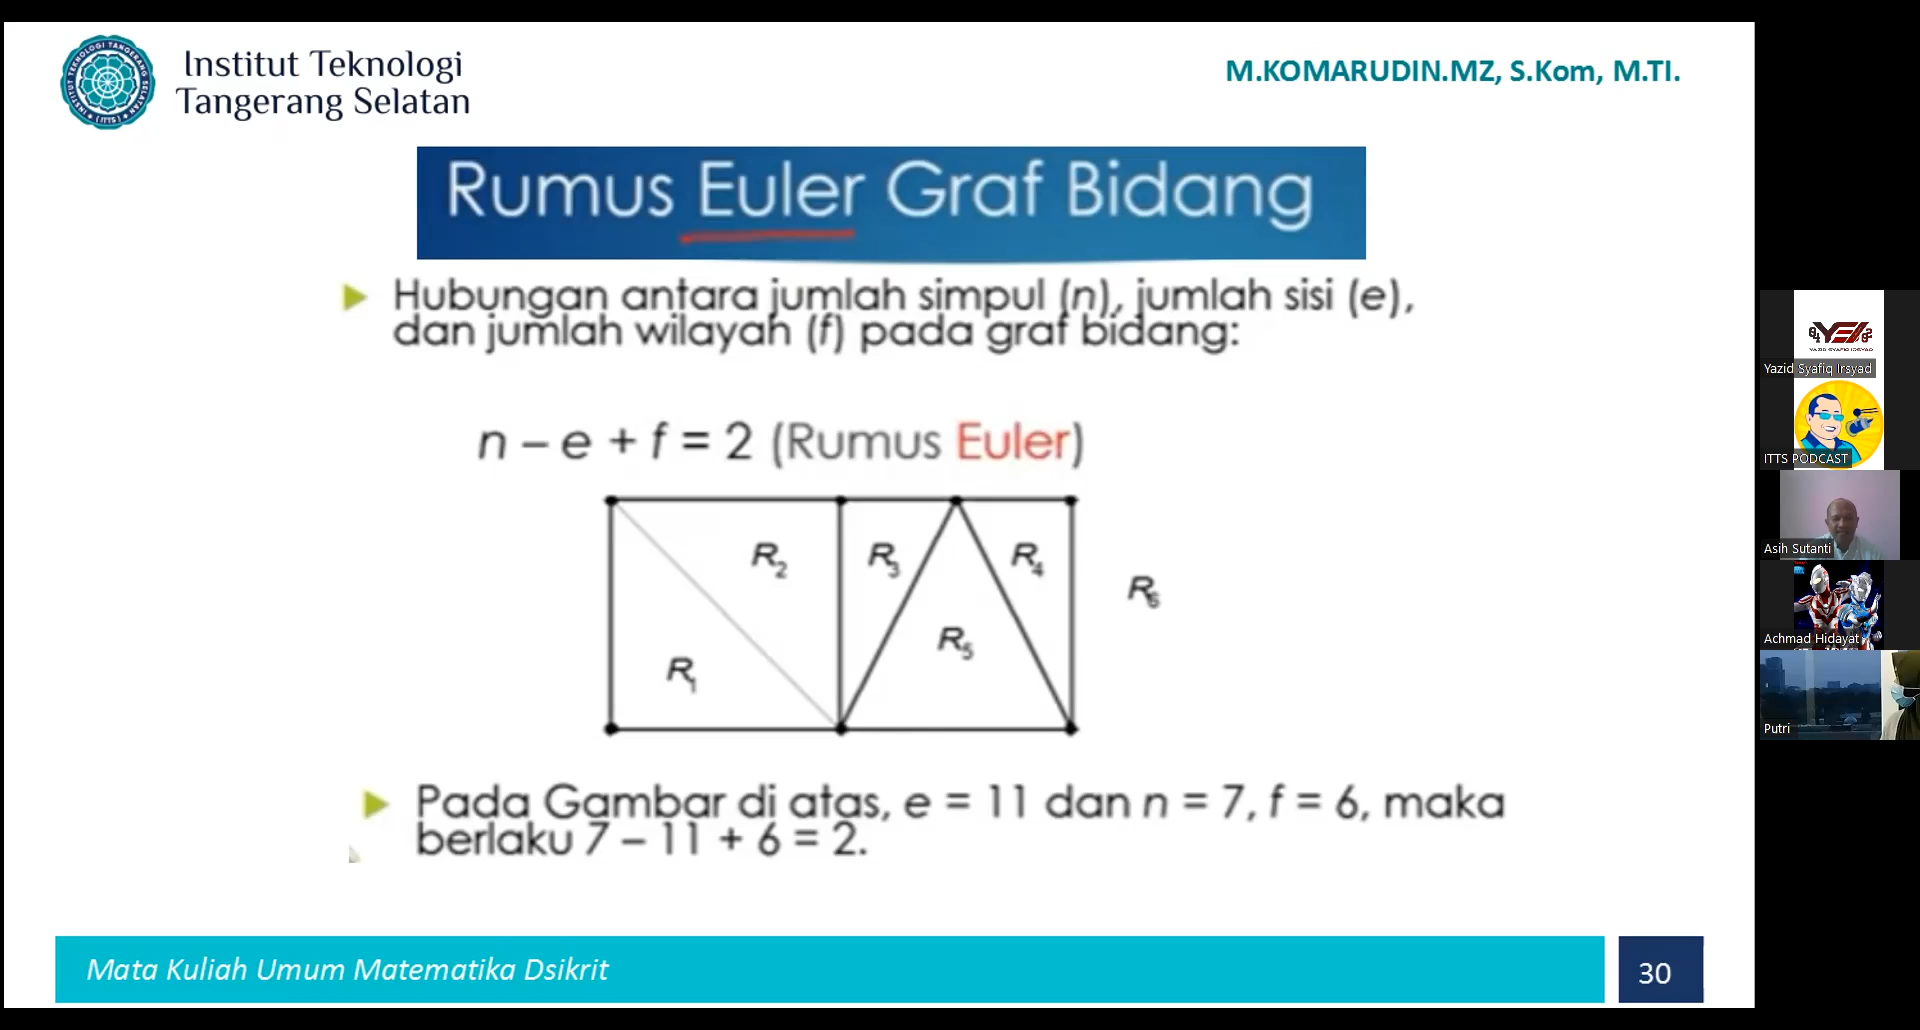 Institut Teknologi
Tangerang Selatan
M.KOMARUDIN.MZ, S.Kom, M.TI.
Rumus Euler Graf Bidang
Hubungan antara jumlah simpul (n), jumlah sisi (e),
dan jumlah wilayah (f) pada graf bidang:
n – e + f = 2 (Rumus Euler)
R2
R3
R4
R6
R5
R1
Pada Gambar di atas, e = 11 dan n = 7, f = 6, maka
berlaku 7 – 11 + 6 = 2.
Mata Kuliah Umum Matematika Dsikrit
30
YAZID SYAFIQ IRSYAD
Yazid Syafiq Irsyad
ITTS PODCAST
Asih Sutanti
Achmad Hidayat
Putri